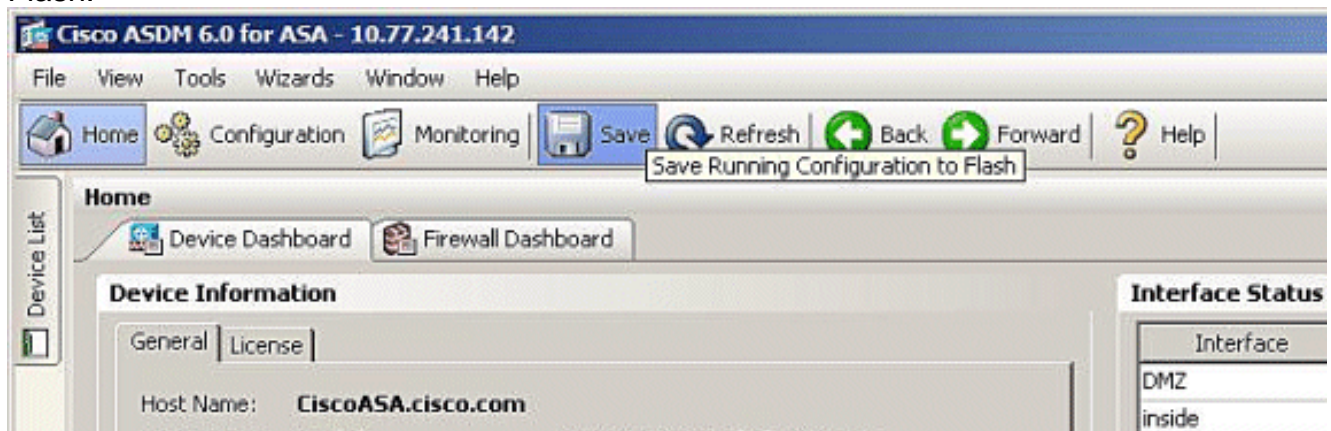 Flash.
Cisco ASDM 6.0 for ASA - 10.77.241.142
File View Tools Wizards Window Help
Home Configuration Monitoring Save Refresh Back Forward Help
Save Running Configuration to Flash
Device List
Home
Device Dashboard Firewall Dashboard
Device Information
General License
Host Name: CiscoASA.cisco.com
Interface Status
Interface
DMZ
inside